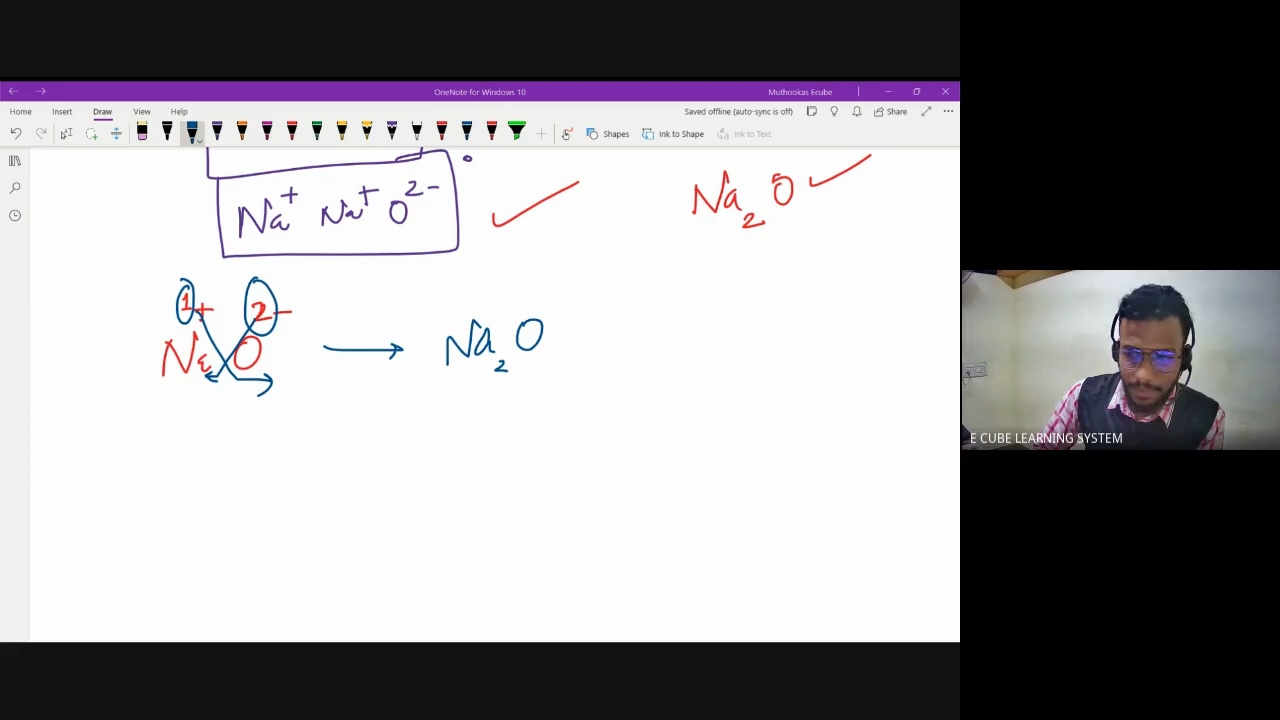 OneNote for Windows 10
Muthookas Ecube
Home Insert Draw View Help
Saved offline (auto-sync is off)
Share
Shapes
Ink to Shape
Ink to Text
Na+ Na+ O2-
Na2O
1+ 2-
Na O
Na2O
E CUBE LEARNING SYSTEM